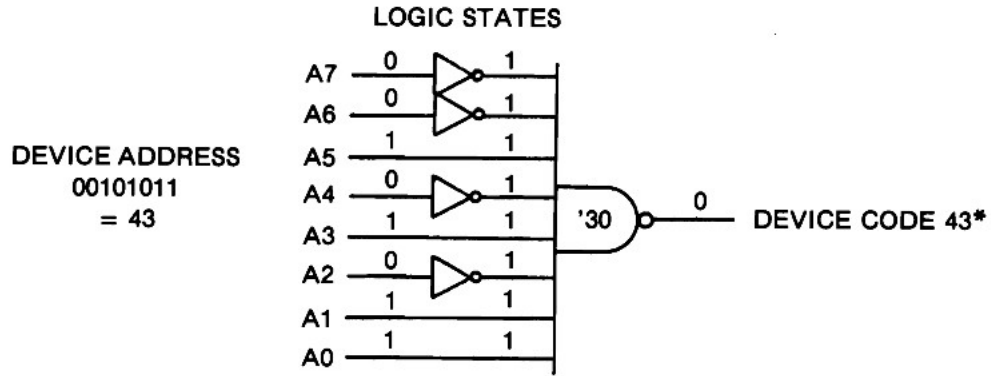 LOGIC STATES
A7 0 1
A6 0 1
A5 1 1
DEVICE ADDRESS
00101011
= 43
A4 0 1
A3 1 1
'30
0
DEVICE CODE 43*
A2 0 1
A1 1 1
A0 1 1